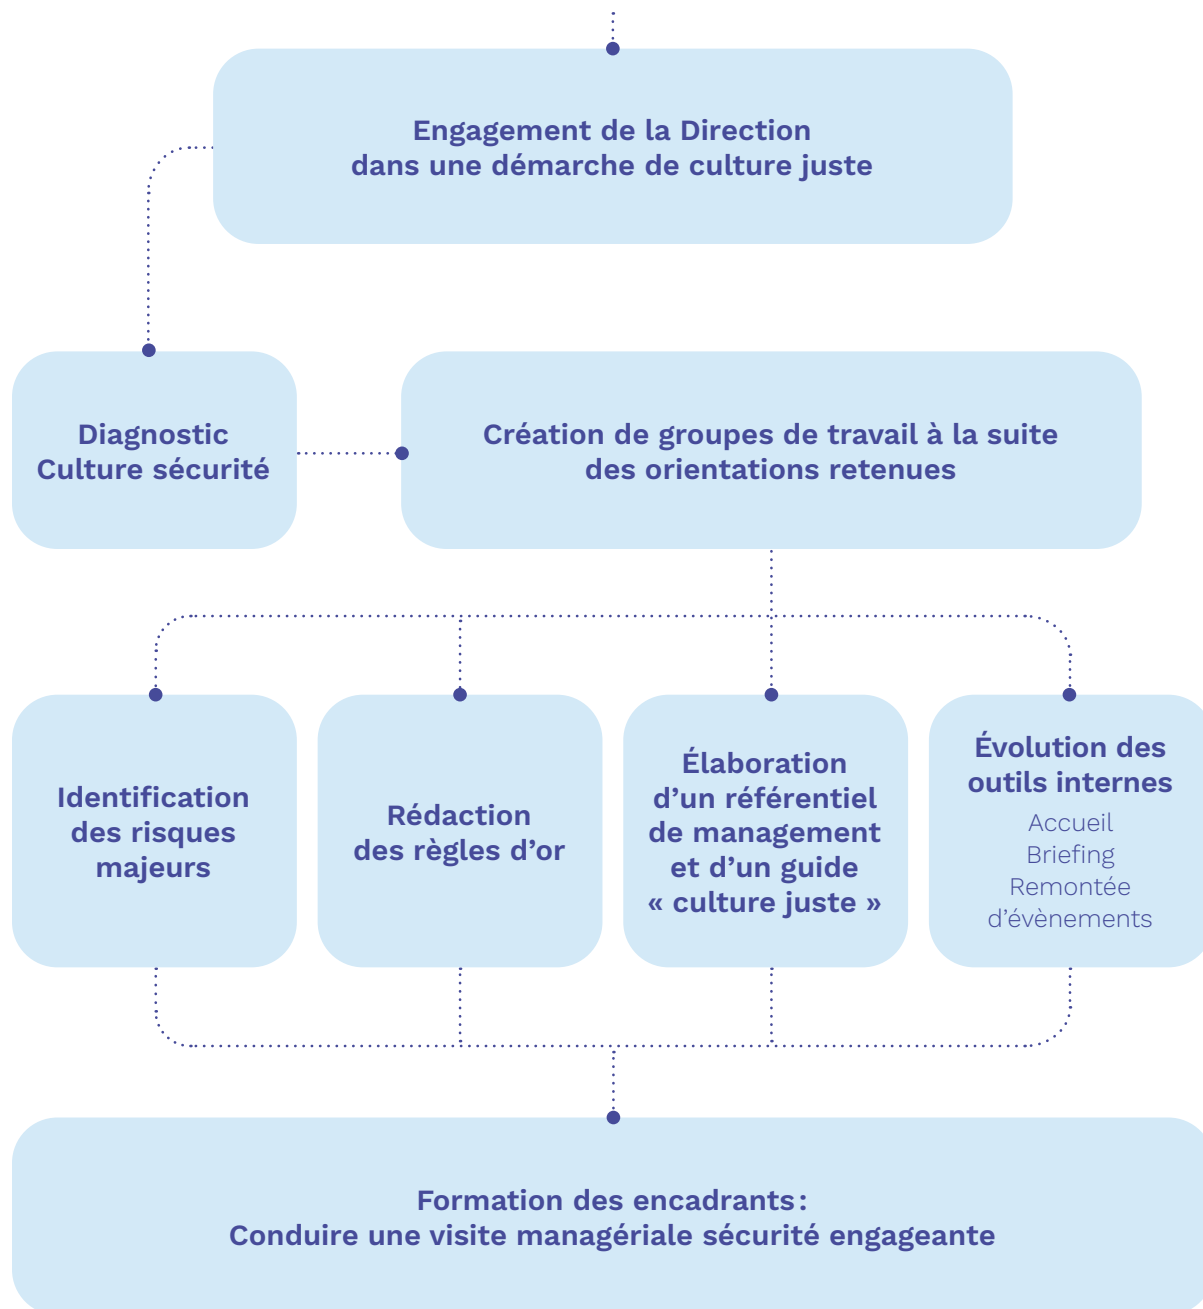 Engagement de la Direction
dans une démarche de culture juste
Diagnostic
Culture sécurité
Création de groupes de travail à la suite
des orientations retenues
Identification
des risques
majeurs
Rédaction
des règles d’or
Élaboration
d’un référentiel
de management
et d’un guide
« culture juste »
Évolution des
outils internes
Accueil
Briefing
Remontée
d’évènements
Formation des encadrants :
Conduire une visite managériale sécurité engageante